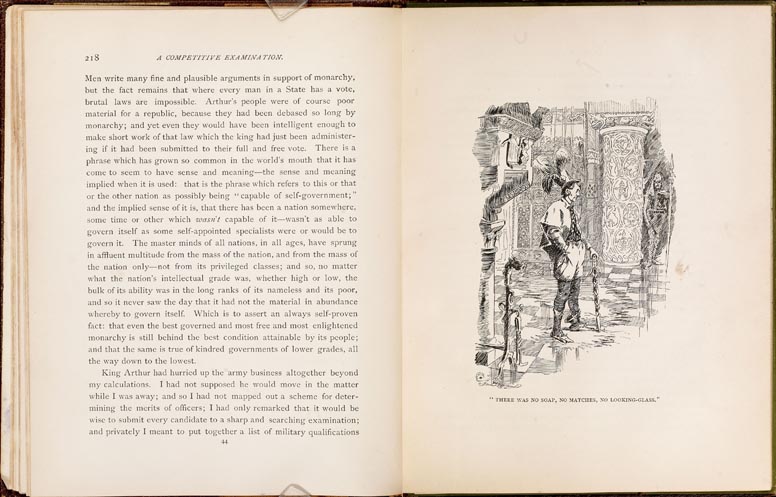 218
A COMPETITIVE EXAMINATION.
Men write many fine and plausible arguments in support of monarchy,
but the fact remains that where every man in a State has a vote,
brutal laws are impossible. Arthur's people were of course poor
material for a republic, because they had been debased so long by
monarchy; and yet even they would have been intelligent enough to
make short work of that law which the king had just been administer-
ing if it had been submitted to their full and free vote. There is a
phrase which has grown so common in the world's mouth that it has
come to seem to have sense and meaning—the sense and meaning
implied when it is used: that is the phrase which refers to this or that
or the other nation as possibly being "capable of self-government;"
and the implied sense of it is, that there has been a nation somewhere,
some time or other which wasn't capable of it—wasn't as able to
govern itself as some self-appointed specialists were or would be to
govern it. The master minds of all nations, in all ages, have sprung
in affluent multitude from the mass of the nation, and from the mass of
the nation only—not from its privileged classes; and so, no matter
what the nation's intellectual grade was, whether high or low, the
bulk of its ability was in the long ranks of its nameless and its poor,
and so it never saw the day that it had not the material in abundance
whereby to govern itself. Which is to assert an always self-proven
fact: that even the best governed and most free and most enlightened
monarchy is still behind the best condition attainable by its people;
and that the same is true of kindred governments of lower grades, all
the way down to the lowest.
King Arthur had hurried up the army business altogether beyond
my calculations. I had not supposed he would move in the matter
while I was away; and so I had not mapped out a scheme for deter-
mining the merits of officers; I had only remarked that it would be
wise to submit every candidate to a sharp and searching examination;
and privately I meant to put together a list of military qualifications
44
" THERE WAS NO SOAP, NO MATCHES, NO LOOKING-GLASS."